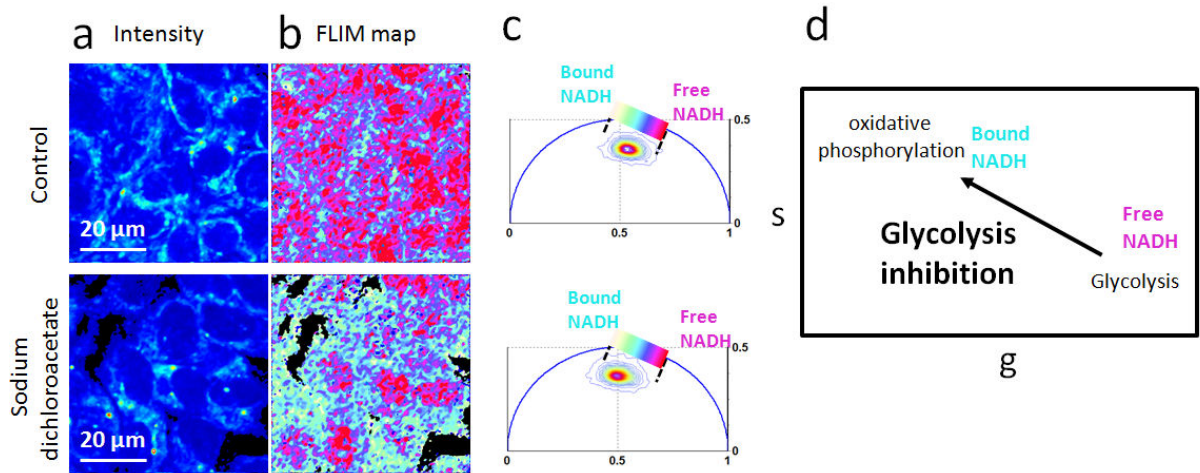 a Intensity
b FLIM map
c
d
Control
20 µm
Bound
NADH
Free
NADH
0.5
0
0
0.5
1
Sodium
dichloroacetate
20 µm
Bound
NADH
Free
NADH
0.5
0
0
0.5
1
S
oxidative
phosphorylation
Bound
NADH
Free
NADH
Glycolysis
inhibition
Glycolysis
g